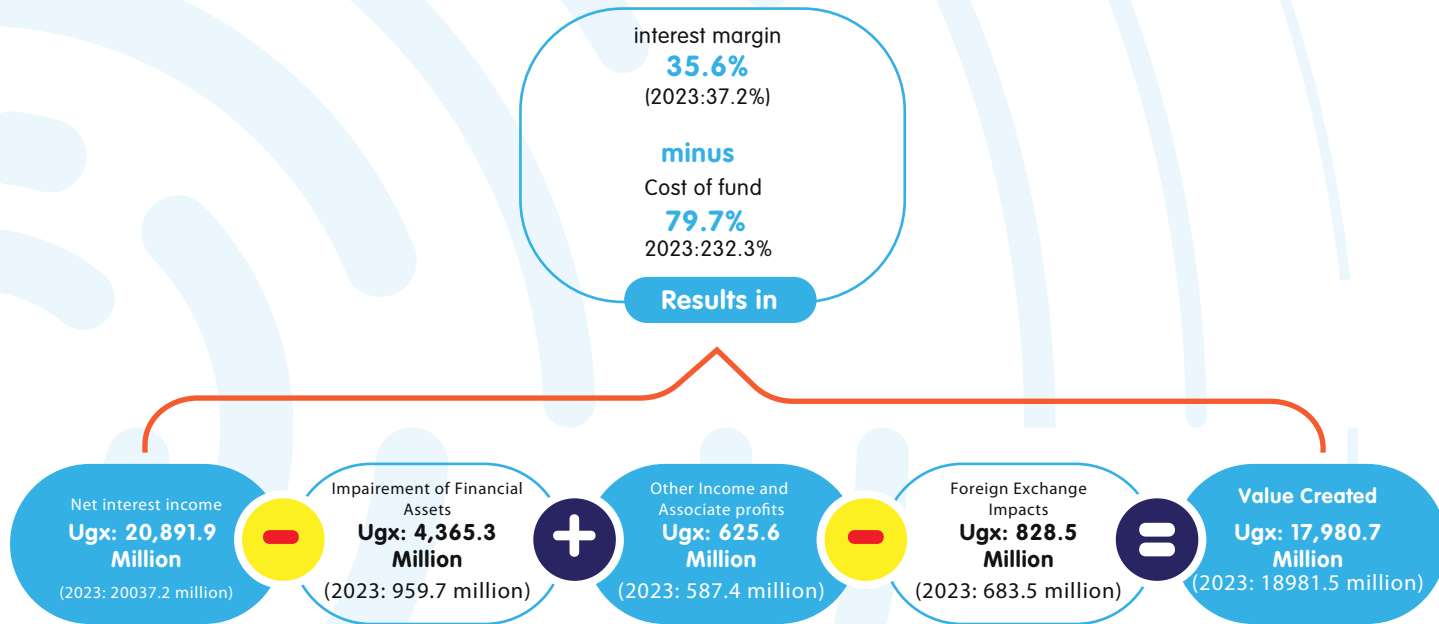 interest margin
35.6%
(2023:37.2%)
minus
Cost of fund
79.7%
2023:232.3%
Results in
Net interest income
Ugx: 20,891.9
Million
(2023: 20037.2 million)
Impairement of Financial
Assets
Ugx: 4,365.3
Million
(2023: 959.7 million)
Other Income and
Associate profits
Ugx: 625.6
Million
(2023: 587.4 million)
Foreign Exchange
Impacts
Ugx: 828.5
Million
(2023: 683.5 million)
Value Created
Ugx: 17,980.7
Million
(2023: 18981.5 million)